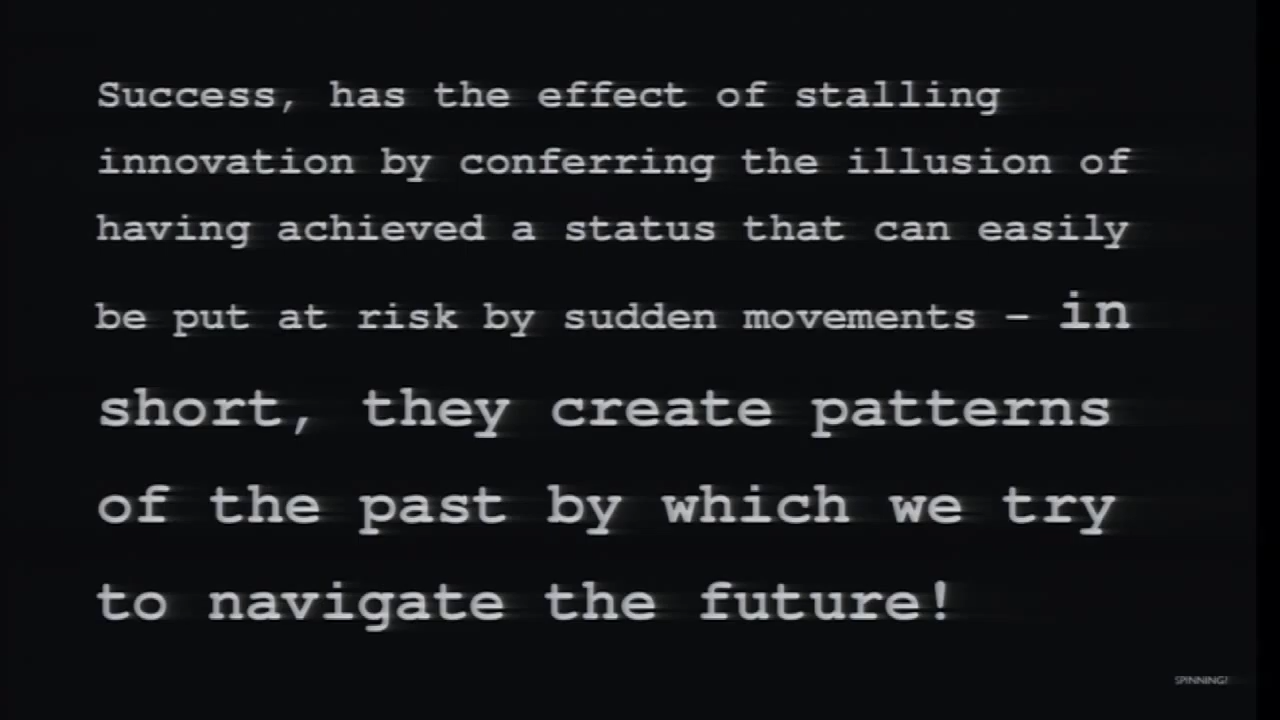 Success, has the effect of stalling
innovation by conferring the illusion of
having achieved a status that can easily
be put at risk by sudden movements – in
short, they create patterns
of the past by which we try
to navigate the future!
SPINNING?